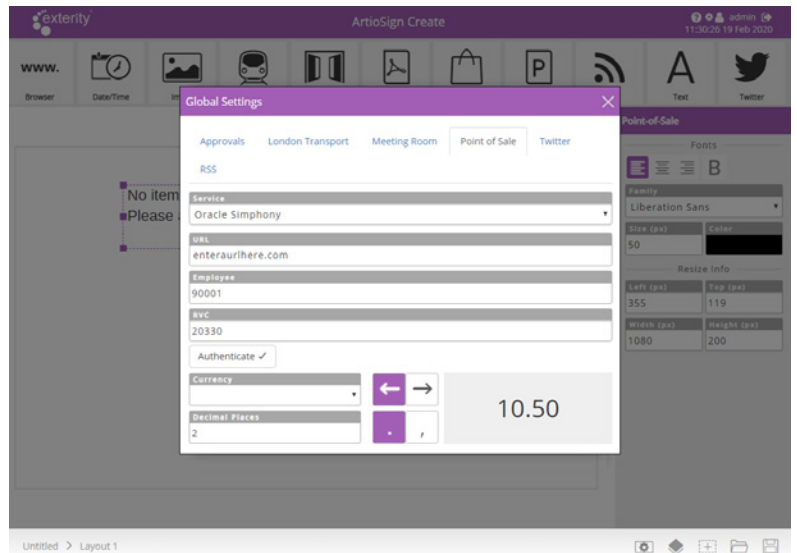 exterity
ArtioSign Create
admin
11:30:26 19 Feb 2020
www.
Browser
Date/Time
P
A
Text
Twitter
Global Settings
Approvals
London Transport
Meeting Room
Point of Sale
Twitter
RSS
Service
Oracle Simphony
URL
enteraurlhere.com
Employee
90001
RVC
20330
Authenticate ✓
Currency
← →
Decimal Places
2
. ,
10.50
No item
Please
Point-of-Sale
Fonts
B
Family
Liberation Sans
Size (px)
50
Color
Resize Info
Left (px)
355
Top (px)
119
Width (px)
1080
Height (px)
200
Untitled > Layout 1